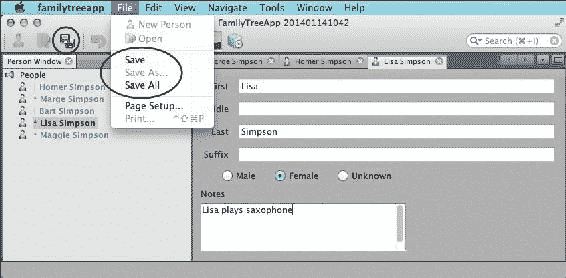 familytreeapp File Edit View Navigate Tools Window Help
FamilyTreeApp 201401141042
New Person
Open
Search (⌘+I)
Person Window
Save
Save As...
Save All
Page Setup...
Print... ⌃⇧⌘P
Homer Simpson
Lisa Simpson
People
Homer Simpson
Marge Simpson
Bart Simpson
Lisa Simpson
Maggie Simpson
First Lisa
Last Simpson
Suffix
Male Female Unknown
Notes
Lisa plays saxophone